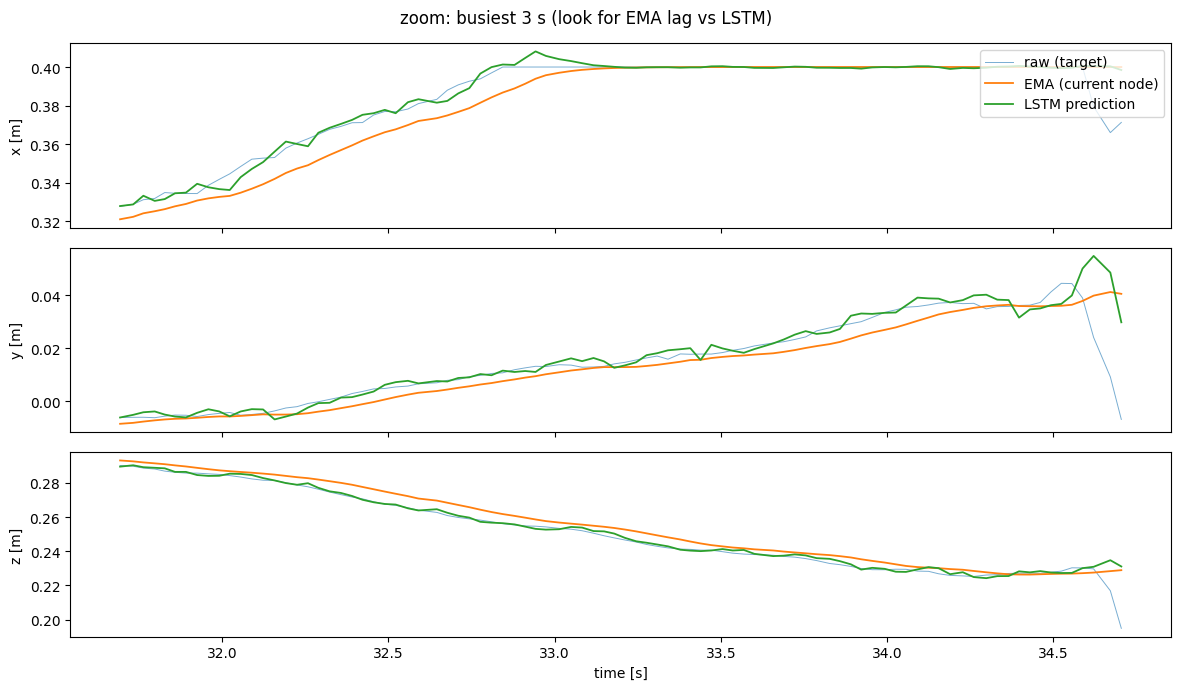 zoom: busiest 3 s (look for EMA lag vs LSTM)
raw (target)
EMA (current node)
LSTM prediction
x [m]
0.40
0.38
0.36
0.34
0.32
y [m]
0.04
0.02
0.00
z [m]
0.28
0.26
0.24
0.22
0.20
32.0 32.5 33.0 33.5 34.0 34.5
time [s]